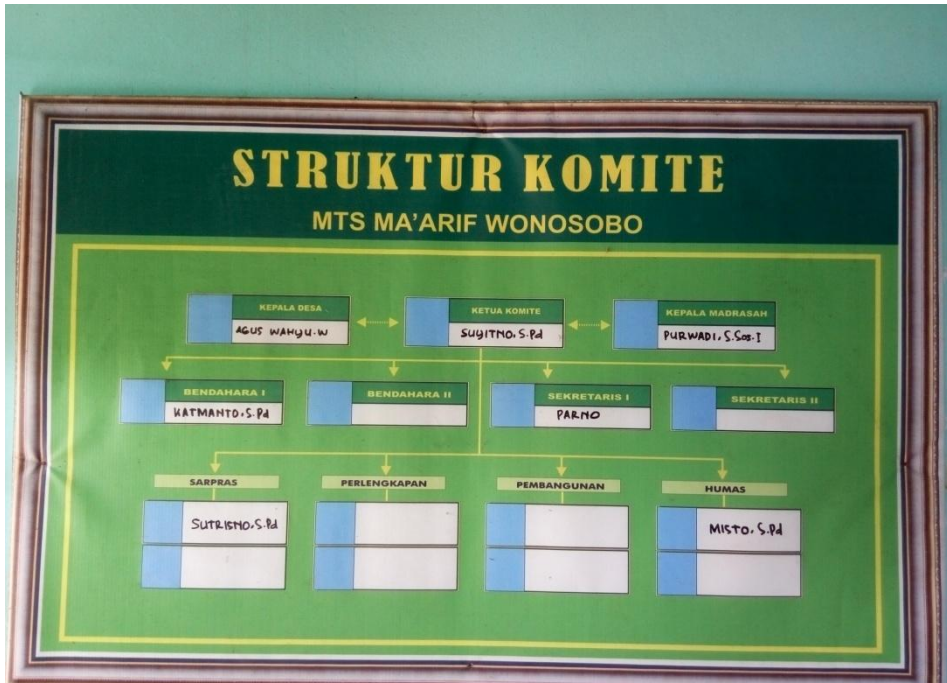 STRUKTUR KOMITE
MTS MA'ARIF WONOSOBO
KEPALA DESA
AGUS WAHYU.W
KETUA KOMITE
SUYITNO, S.Pd
KEPALA MADRASAH
PURWADI, S.Sos.I
BENDAHARA I
KATMANTO, S.Pd
BENDAHARA II
SEKRETARIS I
PARNO
SEKRETARIS II
SARPRAS
SUTRISNO, S.Pd
PERLENGKAPAN
PEMBANGUNAN
HUMAS
MISTO, S.Pd